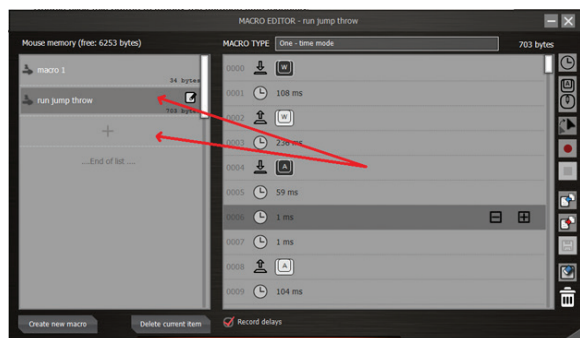 MACRO EDITOR - run jump throw
Mouse memory (free: 6253 bytes)
MACRO TYPE One - time mode 703 bytes
macro 1
34 bytes
run jump throw
703 bytes
+
....End of list ....
0000 W
0001 108 ms
0002 W
0003 236 ms
0004 A
0005 59 ms
0006 1 ms
0007 1 ms
0008 A
0009 104 ms
A
Create new macro
Delete current item
Record delays